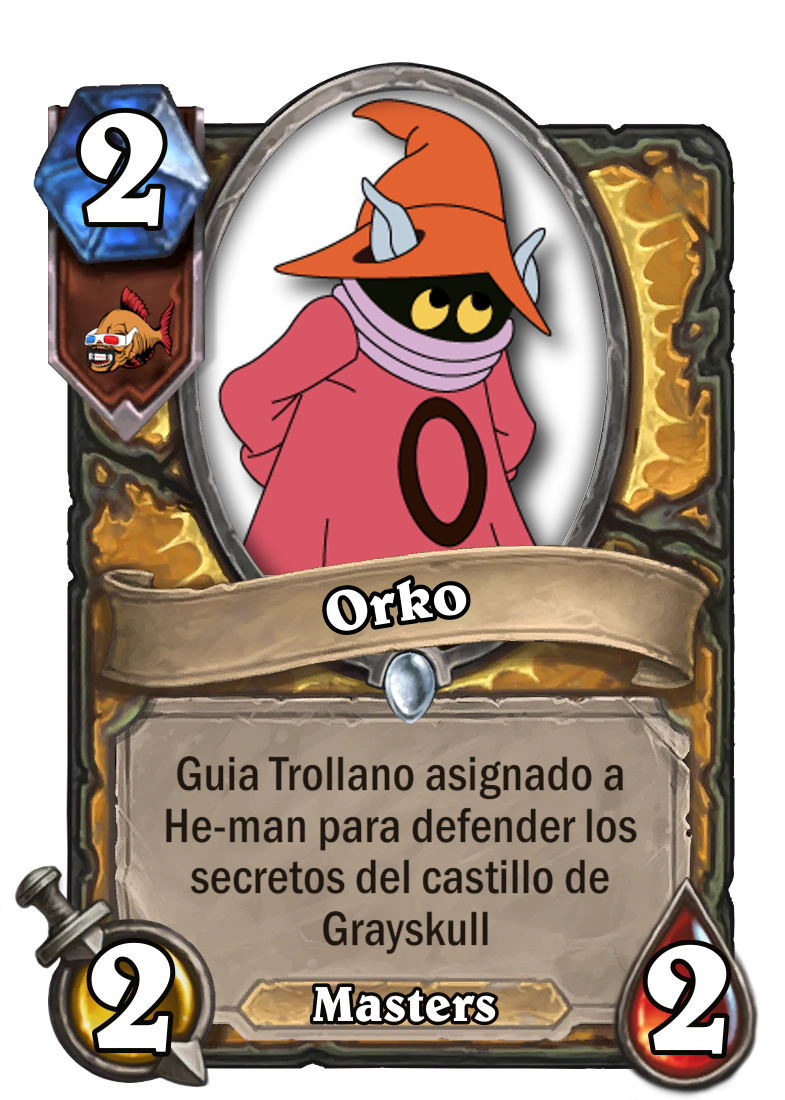 2
O
Orko
Guia Trollano asignado a
He-man para defender los
secretos del castillo de
Grayskull
2
Masters
2